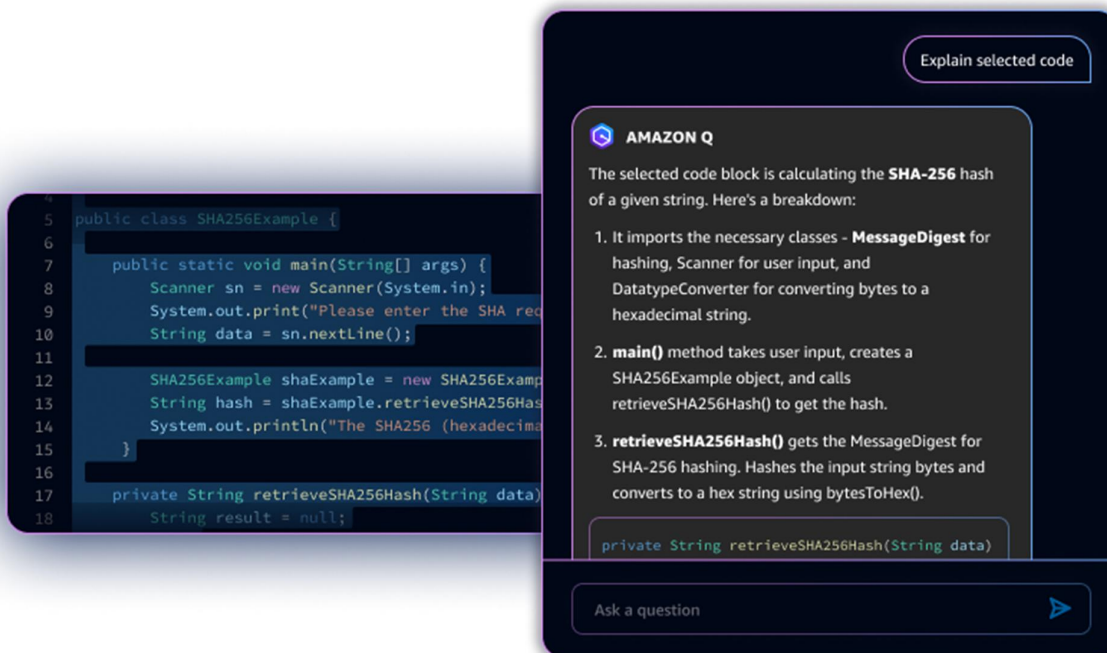 4
5 public class SHA256Example {
6
7 public static void main(String[] args) {
8 Scanner sn = new Scanner(System.in);
9 System.out.print("Please enter the SHA req
10 String data = sn.nextLine();
11
12 SHA256Example shaExample = new SHA256Examp
13 String hash = shaExample.retrieveSHA256Has
14 System.out.println("The SHA256 (hexadecima
15 }
16
17 private String retrieveSHA256Hash(String data)
18 String result = null;
Explain selected code
AMAZON Q
The selected code block is calculating the SHA-256 hash
of a given string. Here's a breakdown:
1. It imports the necessary classes - MessageDigest for
hashing, Scanner for user input, and
DatatypeConverter for converting bytes to a
hexadecimal string.
2. main() method takes user input, creates a
SHA256Example object, and calls
retrieveSHA256Hash() to get the hash.
3. retrieveSHA256Hash() gets the MessageDigest for
SHA-256 hashing. Hashes the input string bytes and
converts to a hex string using bytesToHex().
private String retrieveSHA256Hash(String data)
Ask a question